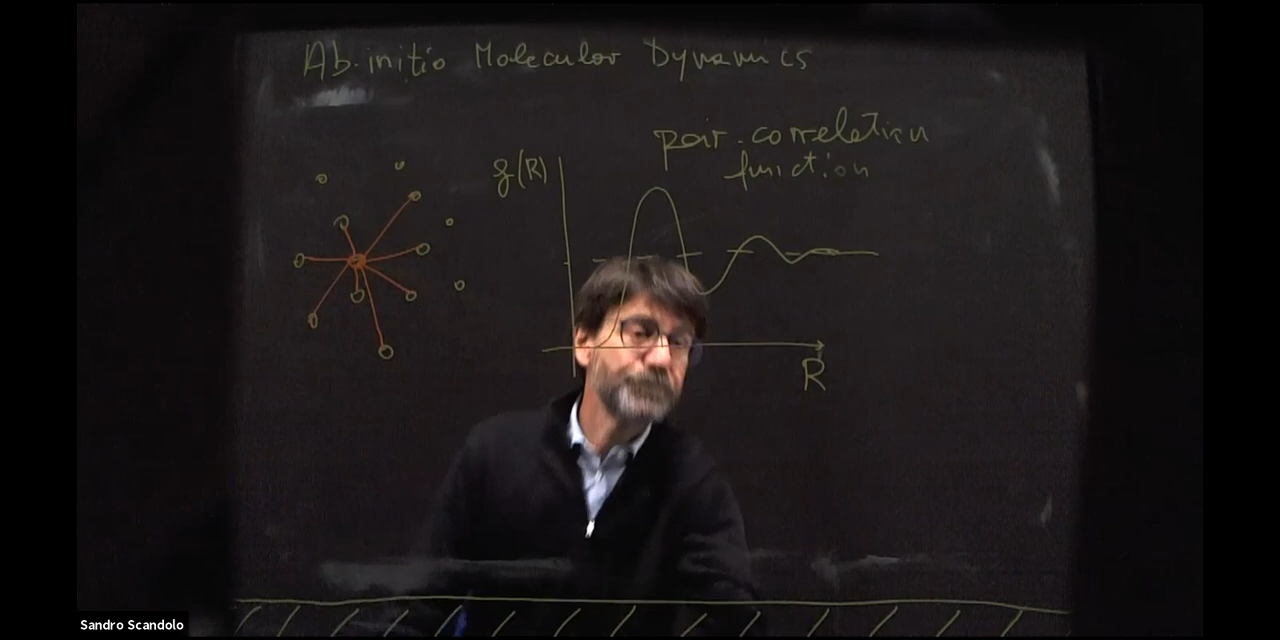 Ab-initio Molecular Dynamics
pair-correlation
function
g(R)
R
Sandro Scandolo